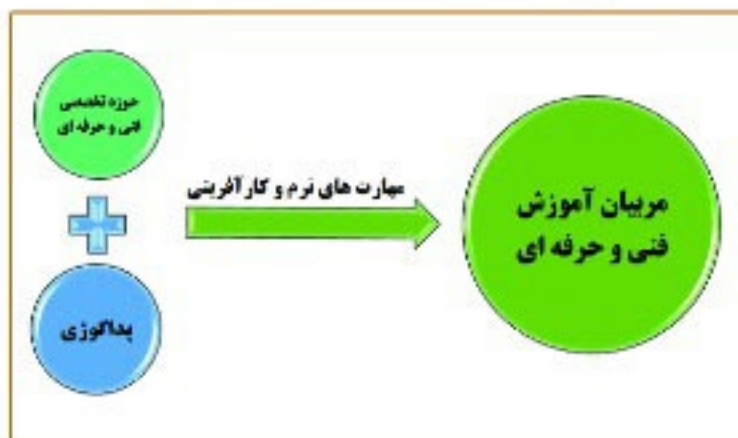 حوزه تخصصی
فنی و حرفه ای
پداگوژی
مهارت های نرم و کارآفرینی
مربیان آموزش
فنی و حرفه ای